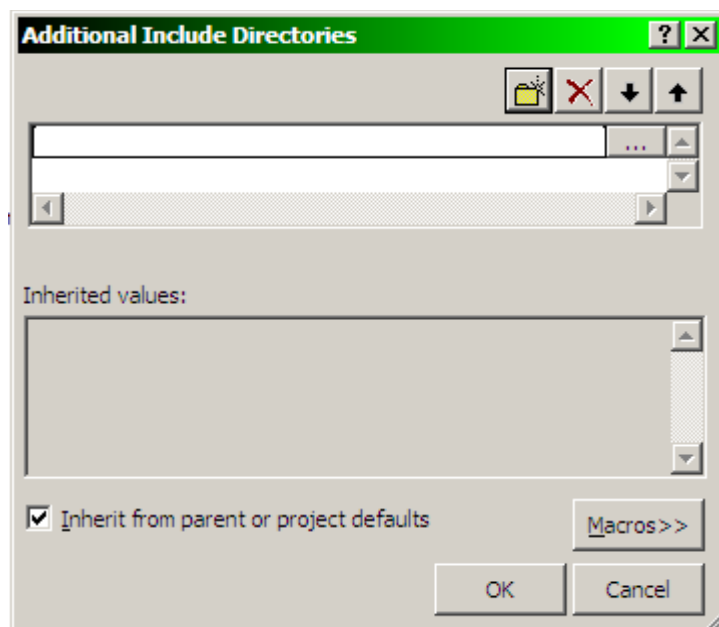 Additional Include Directories
...
Inherited values:
Inherit from parent or project defaults
Macros>>
OK
Cancel